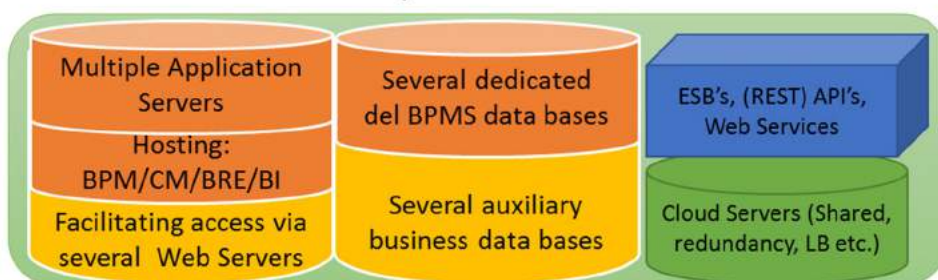 Multiple Application
Servers
Hosting:
BPM/CM/BRE/BI
Facilitating access via
several Web Servers
Several dedicated
del BPMS data bases
Several auxiliary
business data bases
ESB's, (REST) API's,
Web Services
Cloud Servers (Shared,
redundancy, LB etc.)